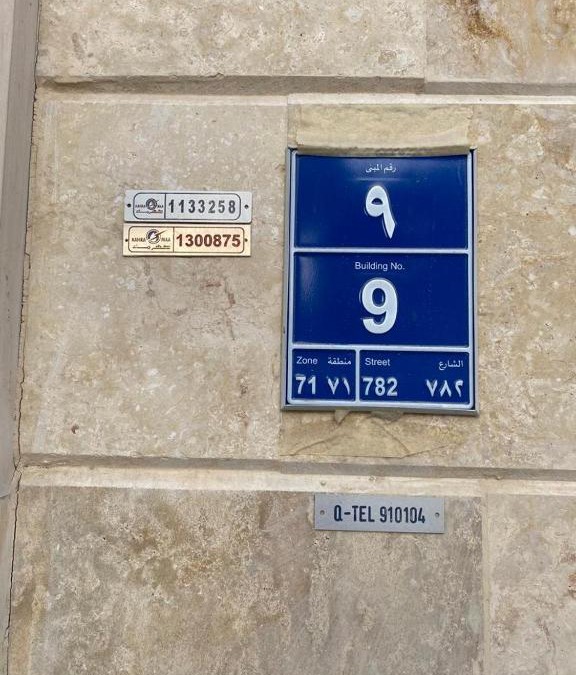 1133258
1300875
رقم المبنى
٩
Building No.
9
Zone منطقة
71 ٧١
Street الشارع
782 ٧٨٢
Q-TEL 910104